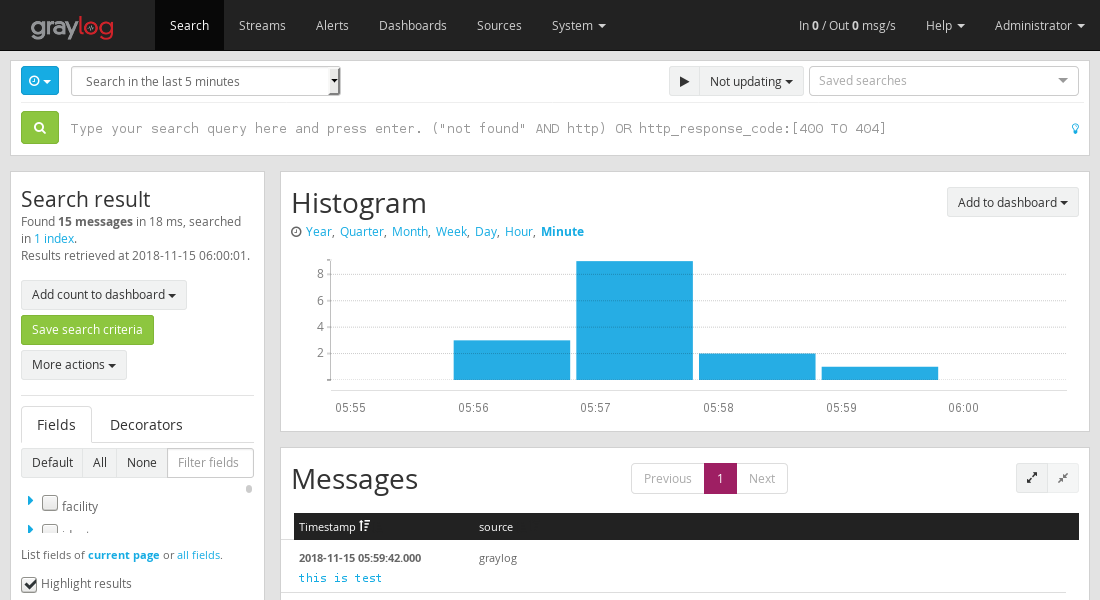 graylog Search Streams Alerts Dashboards Sources System In 0 / Out 0 msg/s Help Administrator
Search in the last 5 minutes Not updating Saved searches
Type your search query here and press enter. ("not found" AND http) OR http_response_code:[400 TO 404]
Search result
Found 15 messages in 18 ms, searched
in 1 index.
Results retrieved at 2018-11-15 06:00:01.
Add count to dashboard
Save search criteria
More actions
Fields Decorators
Default All None Filter fields
facility
List fields of current page or all fields.
Highlight results
Histogram Add to dashboard
Year, Quarter, Month, Week, Day, Hour, Minute
8
6
4
2
05:55 05:56 05:57 05:58 05:59 06:00
Messages Previous 1 Next
Timestamp source
2018-11-15 05:59:42.000 graylog
this is test